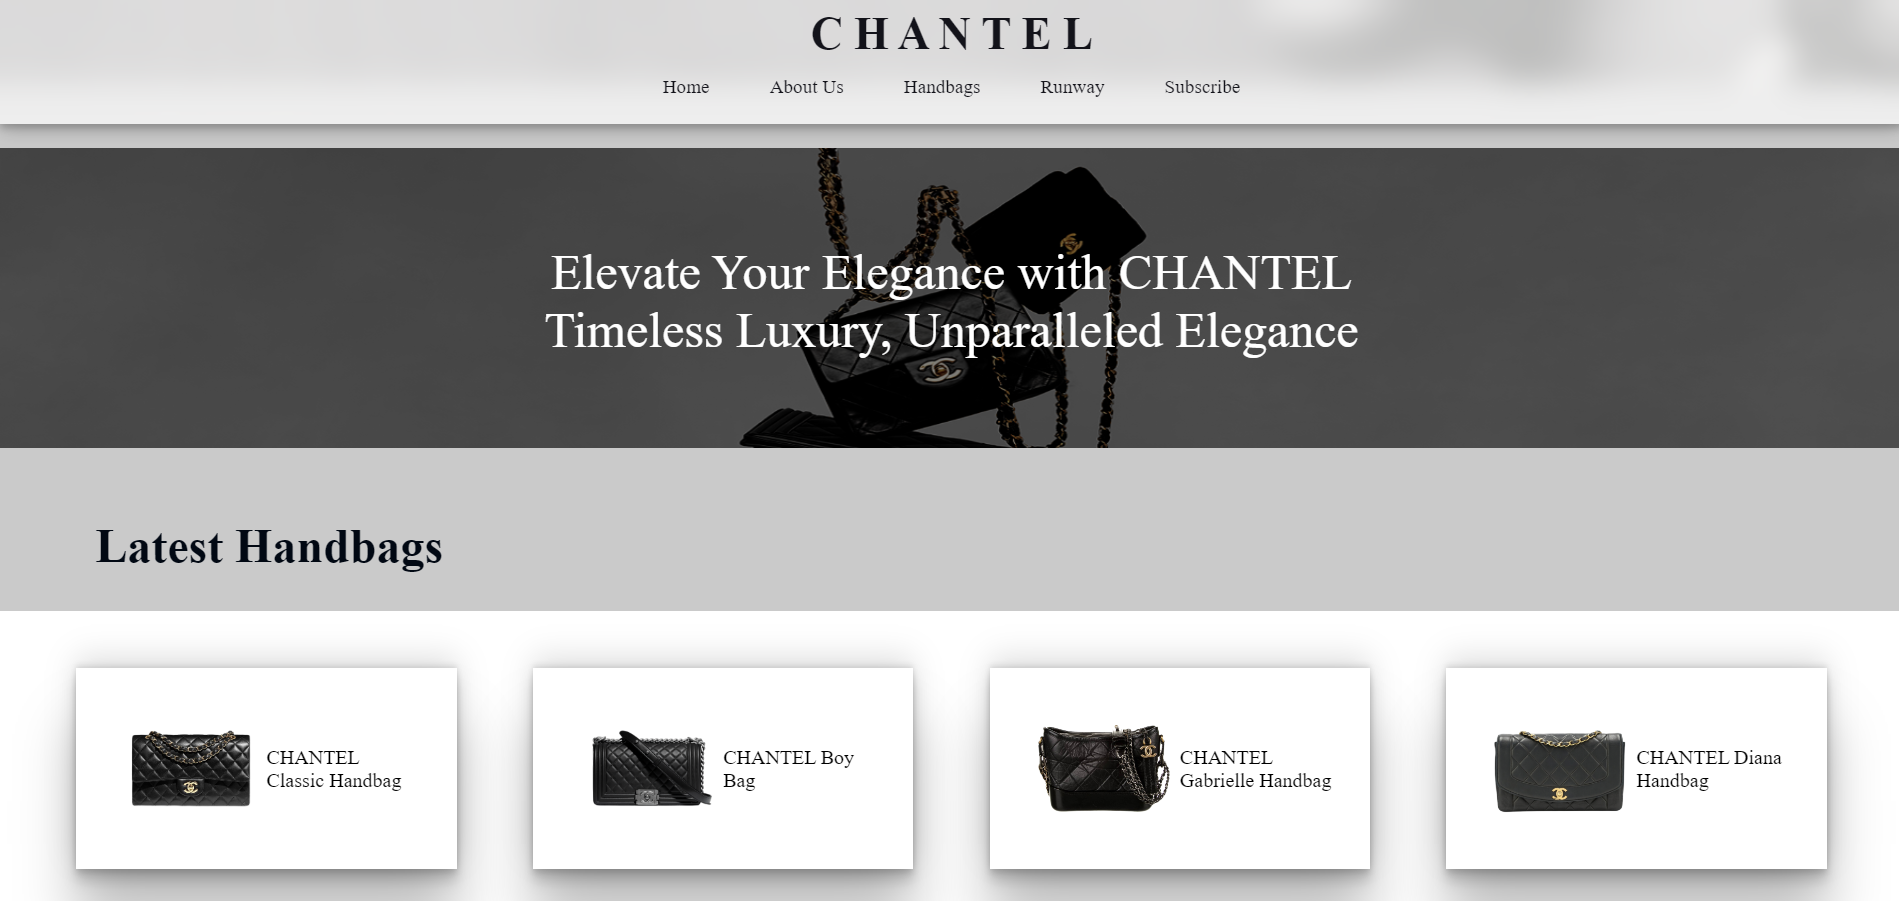 CHANTEL
Home About Us Handbags Runway Subscribe
Elevate Your Elegance with CHANTEL
Timeless Luxury, Unparalleled Elegance
Latest Handbags
CHANTEL
Classic Handbag
CHANTEL Boy
Bag
CHANTEL
Gabrielle Handbag
CHANTEL Diana
Handbag